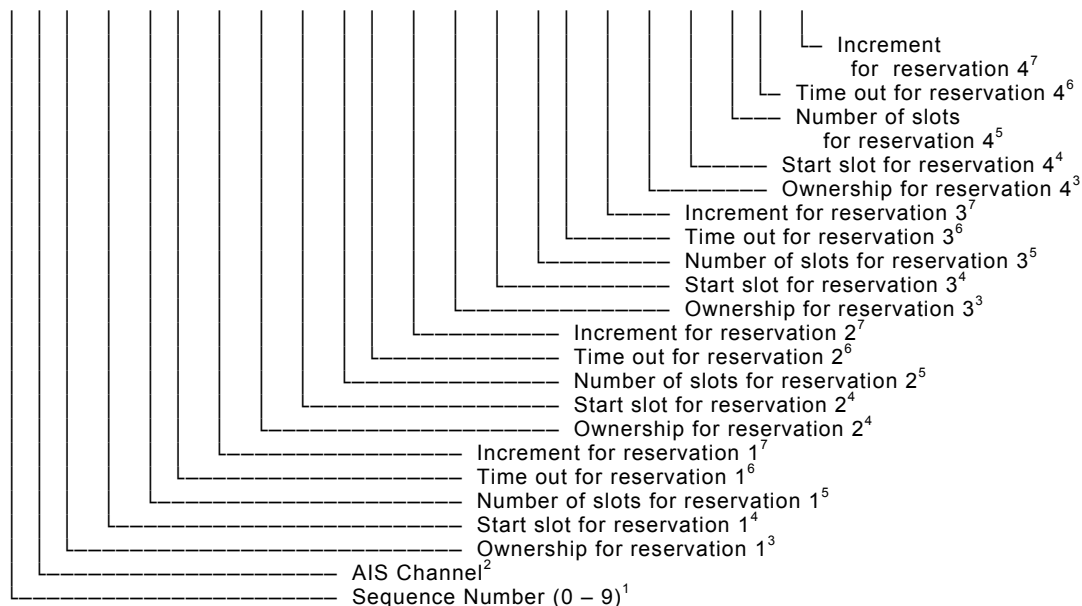 Increment
for reservation 4⁷
Time out for reservation 4⁶
Number of slots
for reservation 4⁵
Start slot for reservation 4⁴
Ownership for reservation 4³
Increment for reservation 3⁷
Time out for reservation 3⁶
Number of slots for reservation 3⁵
Start slot for reservation 3⁴
Ownership for reservation 3³
Increment for reservation 2⁷
Time out for reservation 2⁶
Number of slots for reservation 2⁵
Start slot for reservation 2⁴
Ownership for reservation 2⁴
Increment for reservation 1⁷
Time out for reservation 1⁶
Number of slots for reservation 1⁵
Start slot for reservation 1⁴
Ownership for reservation 1³
AIS Channel²
Sequence Number (0 – 9)¹